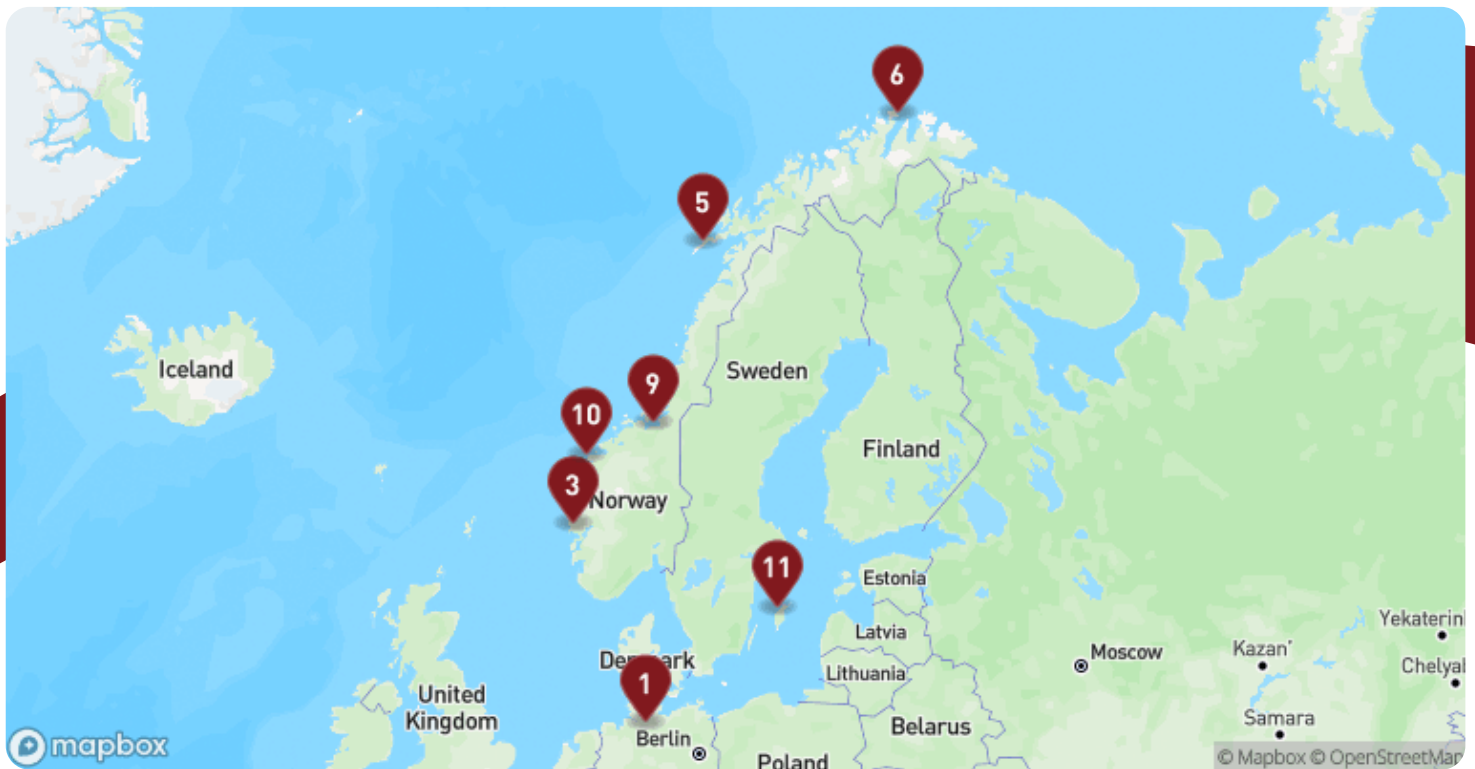 6
5
Iceland
Sweden
9
10
Finland
3
Norway
11
Estonia
Yekaterin
Latvia
Kazan'
Moscow
Denmark
Chelyab
Lithuania
1
United
Kingdom
Samara
Belarus
Berlin
mapbox
Poland
© Mapbox © OpenStreetMap